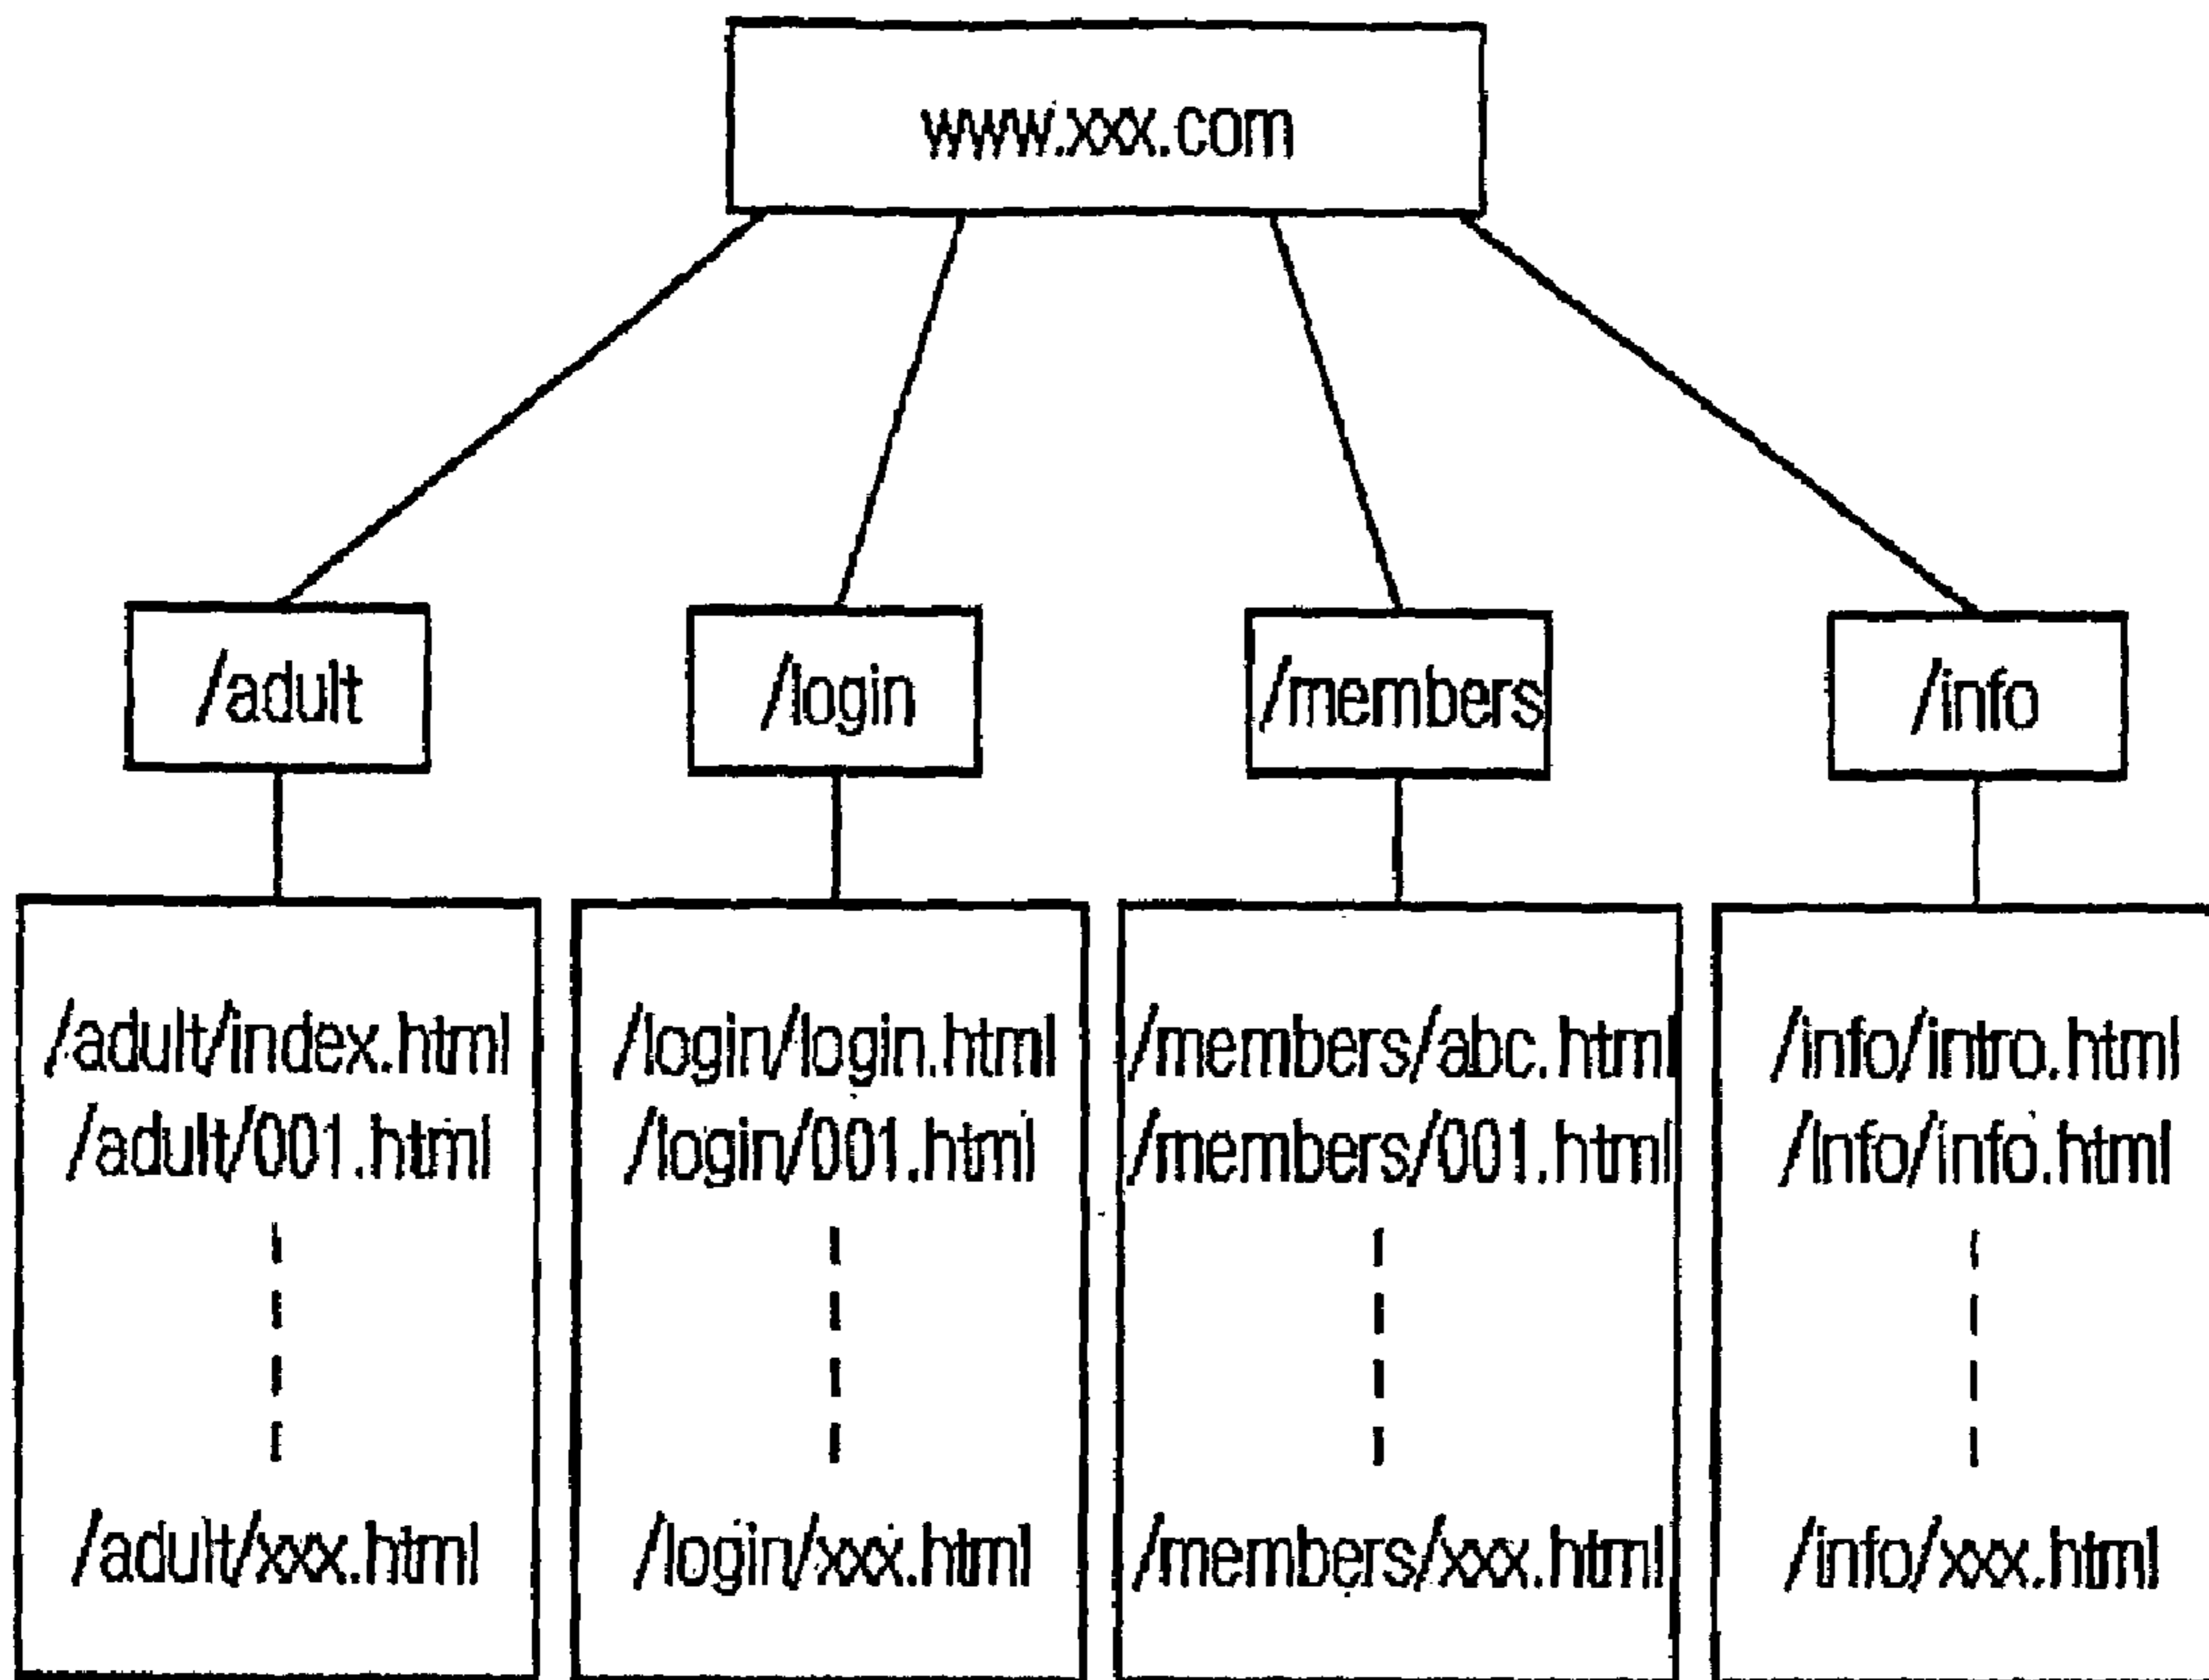 www.xxx.com
/adult
/login
/members
/info
/adult/index.html
/adult/001.html
/adult/xxx.html
/login/login.html
/login/001.html
/login/xxx.html
/members/abc.html
/members/001.html
/members/xxx.html
/info/intro.html
/Info/info.html
/info/xxx.html